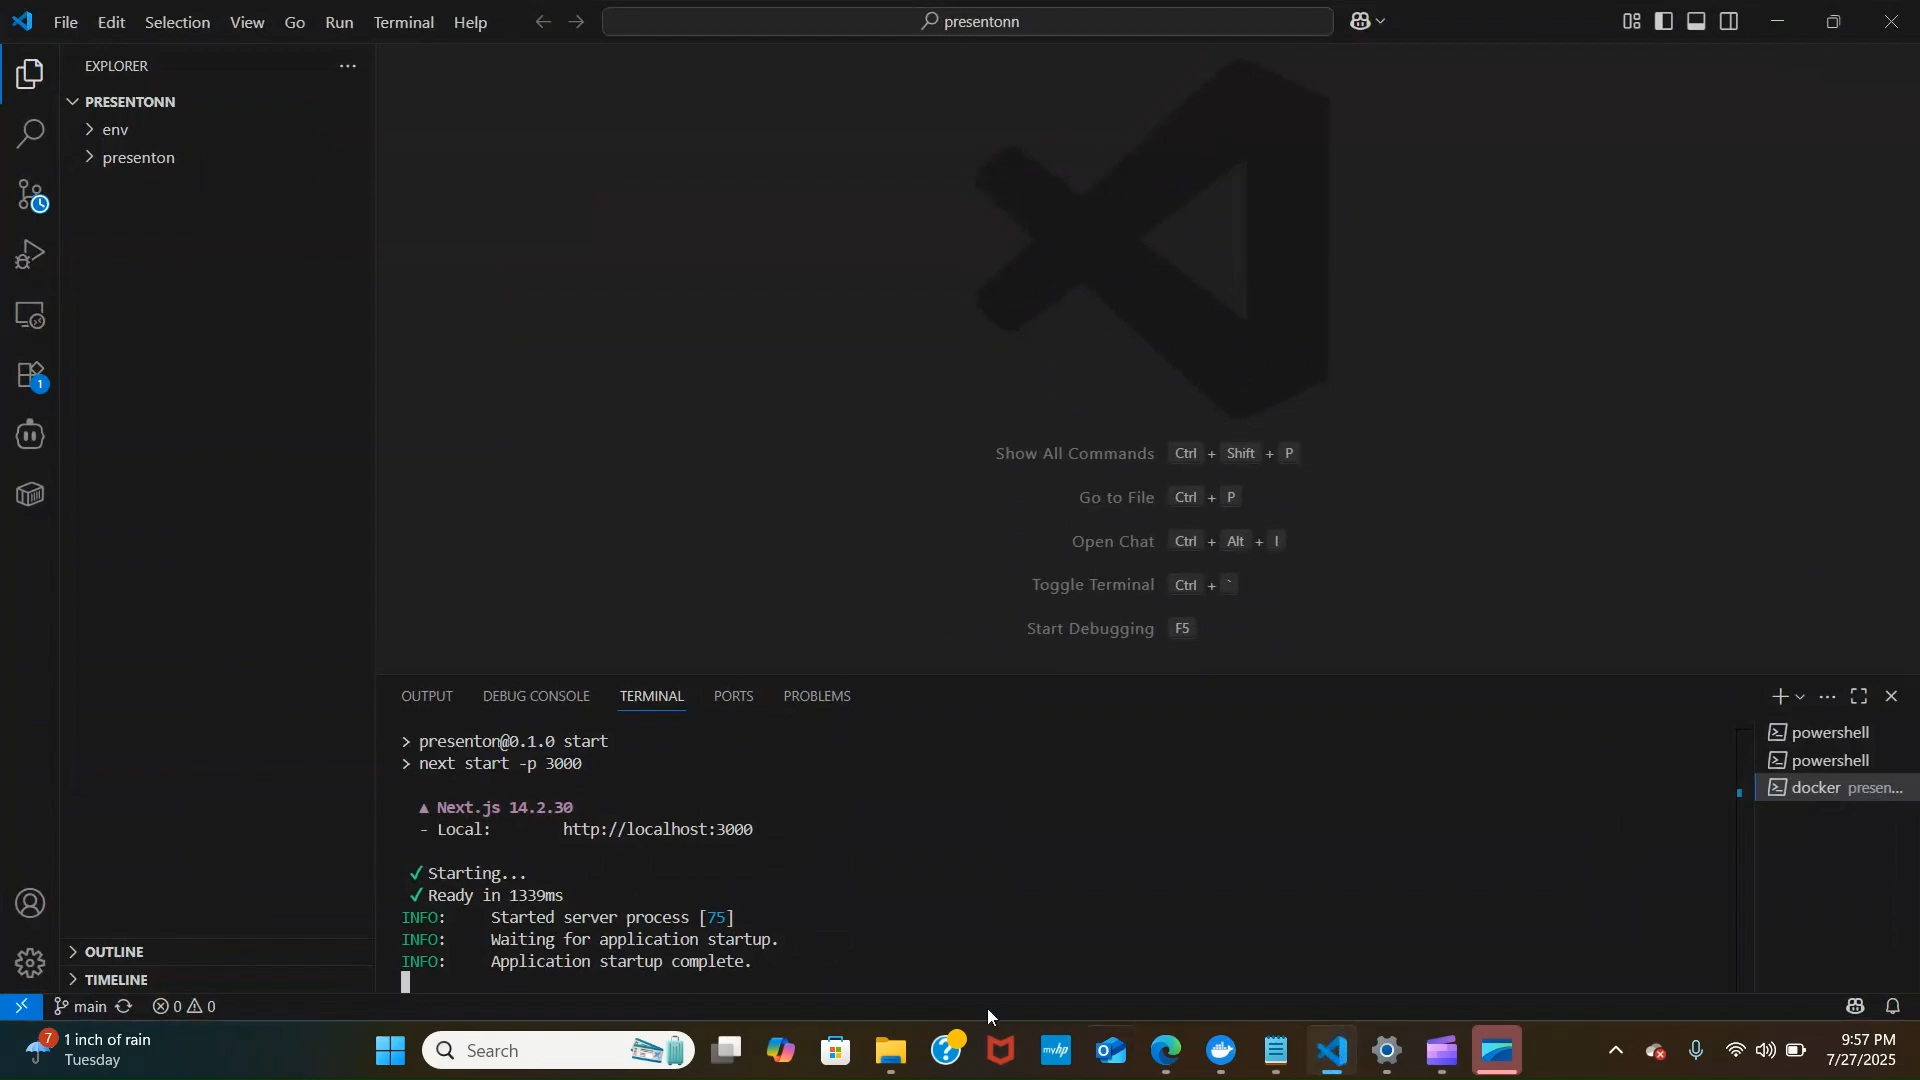 File Edit Selection View Go Run Terminal Help
presentonn
EXPLORER
PRESENTONN
env
presenton
1
Show All Commands Ctrl + Shift + P
Go to File Ctrl + P
Open Chat Ctrl + Alt + I
Toggle Terminal Ctrl + `
Start Debugging F5
OUTPUT DEBUG CONSOLE TERMINAL PORTS PROBLEMS
> presenton@0.1.0 start
> next start -p 3000
▲ Next.js 14.2.30
- Local: http://localhost:3000
✓ Starting...
✓ Ready in 1339ms
INFO: Started server process [75]
INFO: Waiting for application startup.
INFO: Application startup complete.
powershell
powershell
docker presen...
OUTLINE
TIMELINE
main 0 0
7
1 inch of rain
Tuesday
Search
myhp
9:57 PM
7/27/2025